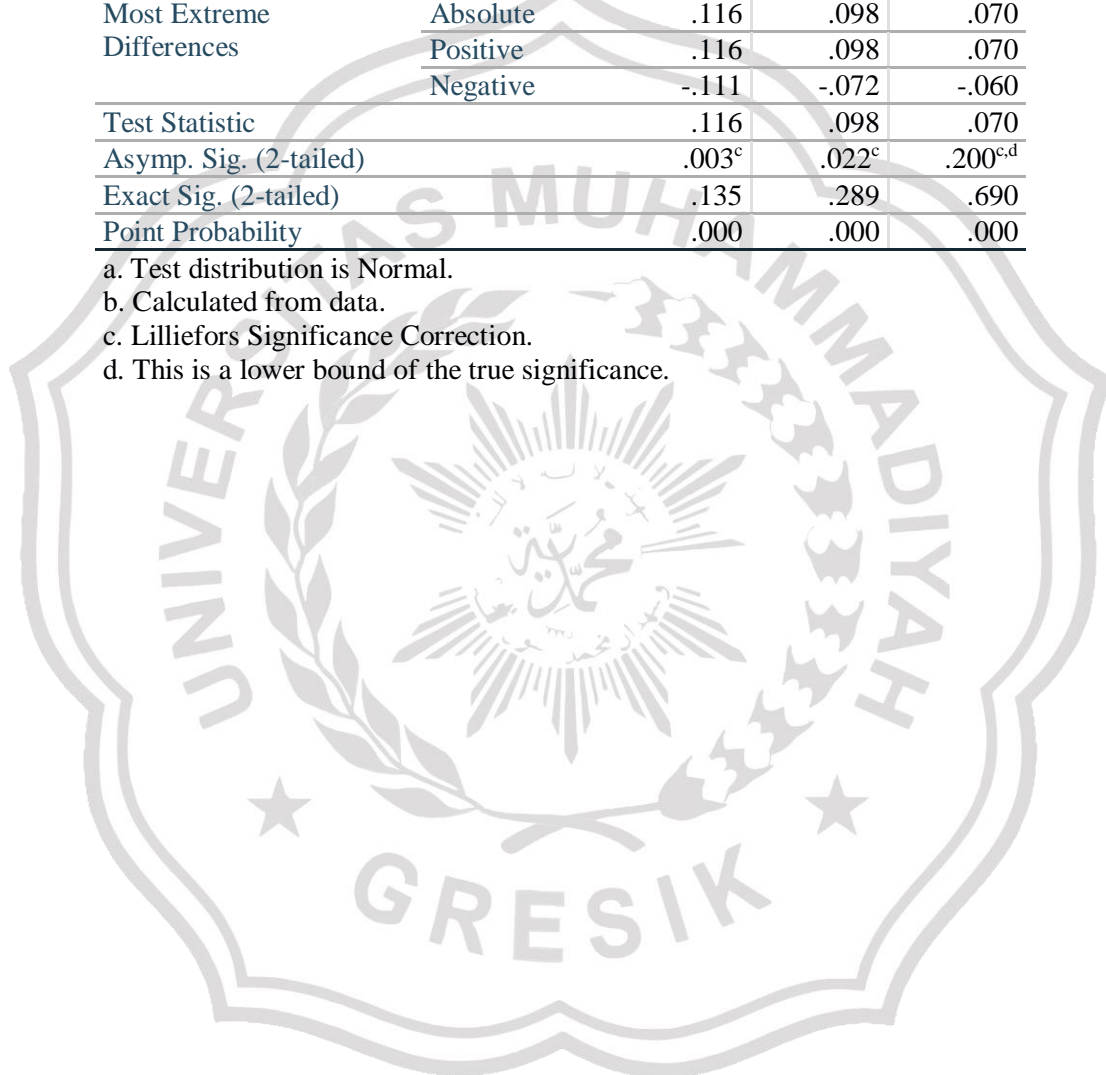 Most Extreme Differences Absolute .116 .098 .070
Positive .116 .098 .070
Negative -.111 -.072 -.060
Test Statistic .116 .098 .070
Asymp. Sig. (2-tailed) .003c .022c .200c,d
Exact Sig. (2-tailed) .135 .289 .690
Point Probability .000 .000 .000
a. Test distribution is Normal.
b. Calculated from data.
c. Lilliefors Significance Correction.
d. This is a lower bound of the true significance.
UNIVERSITAS MUHAMMADIYAH
محمدية
GRESIK